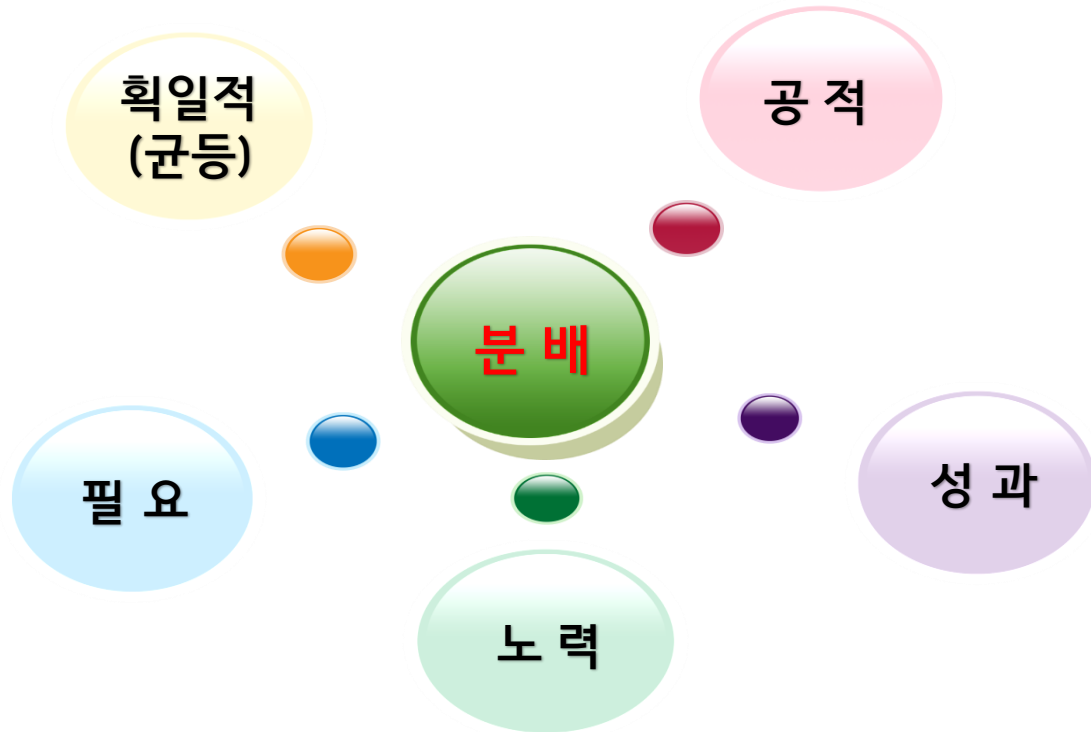 획일적
(균등)
공 적
분 배
필 요
성 과
노 력